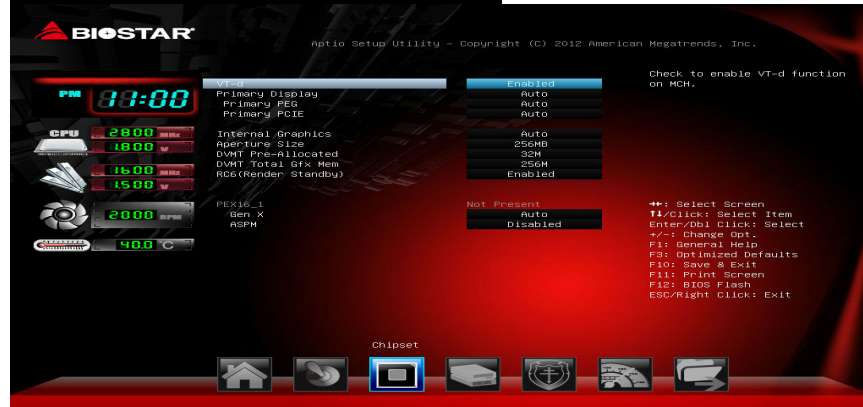 BIOSTAR
Aptio Setup Utility - Copyright (C) 2012 American Megatrends, Inc.
PM 11:00
CPU 2800 MHz
1.800 V
1600 MHz
1.500 V
2000 RPM
40.0 °C
VT-d Enabled
Primary Display Auto
Primary PEG Auto
Primary PCIE Auto
Internal Graphics Auto
Aperture Size 256MB
DVMT Pre-Allocated 32M
DVMT Total Gfx Mem 256M
RC6(Render Standby) Enabled
PEX16_1 Not Present
Gen X Auto
ASPM Disabled
Check to enable VT-d function
on MCH.
→←: Select Screen
↑↓/Click: Select Item
Enter/Dbl Click: Select
+/-: Change Opt.
F1: General Help
F3: Optimized Defaults
F10: Save & Exit
F11: Print Screen
F12: BIOS Flash
ESC/Right Click: Exit
Chipset